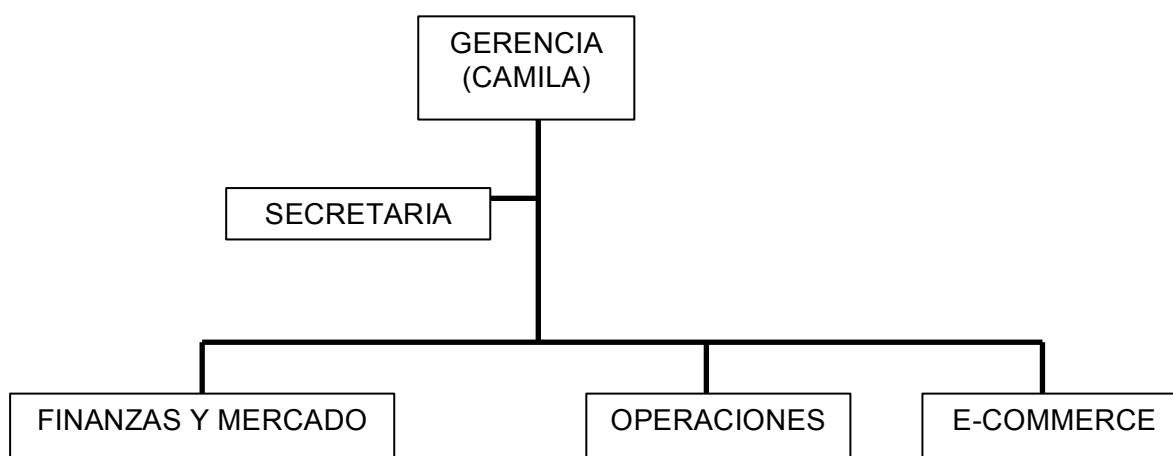 GERENCIA
(CAMILA)
SECRETARIA
FINANZAS Y MERCADO
OPERACIONES
E-COMMERCE